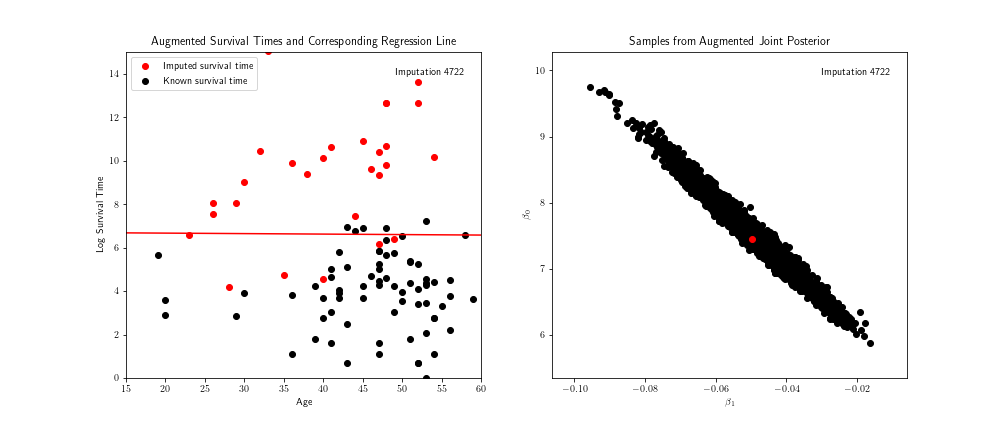 Augmented Survival Times and Corresponding Regression Line
Imputed survival time
Known survival time
Imputation 4722
Log Survival Time
14
12
10
8
6
4
2
0
15 20 25 30 35 40 45 50 55 60
Age
Samples from Augmented Joint Posterior
Imputation 4722
β0
10
9
8
7
6
−0.10 −0.08 −0.06 −0.04 −0.02
β1